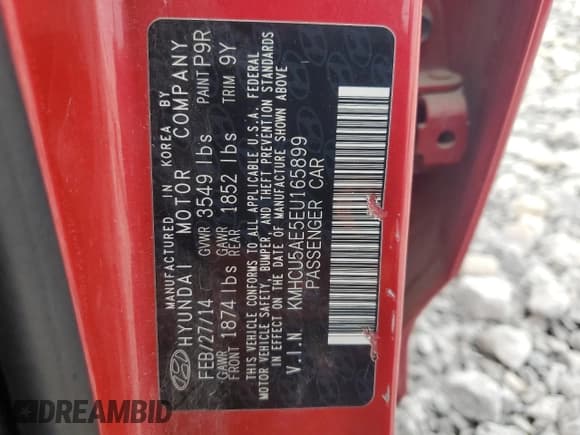 MANUFACTURED IN KOREA BY
HYUNDAI MOTOR COMPANY
FEB/27/14 GVWR 3549 lbs PAINT P9R
GAWR FRONT 1874 lbs GAWR REAR 1852 lbs TRIM 9Y
THIS VEHICLE CONFORMS TO ALL APPLICABLE U.S.A. FEDERAL
MOTOR VEHICLE SAFETY, BUMPER, AND THEFT PREVENTION STANDARDS
IN EFFECT ON THE DATE OF MANUFACTURE SHOWN ABOVE
V.I.N KMHCU5AE5EU165899
PASSENGER CAR
DREAMBID